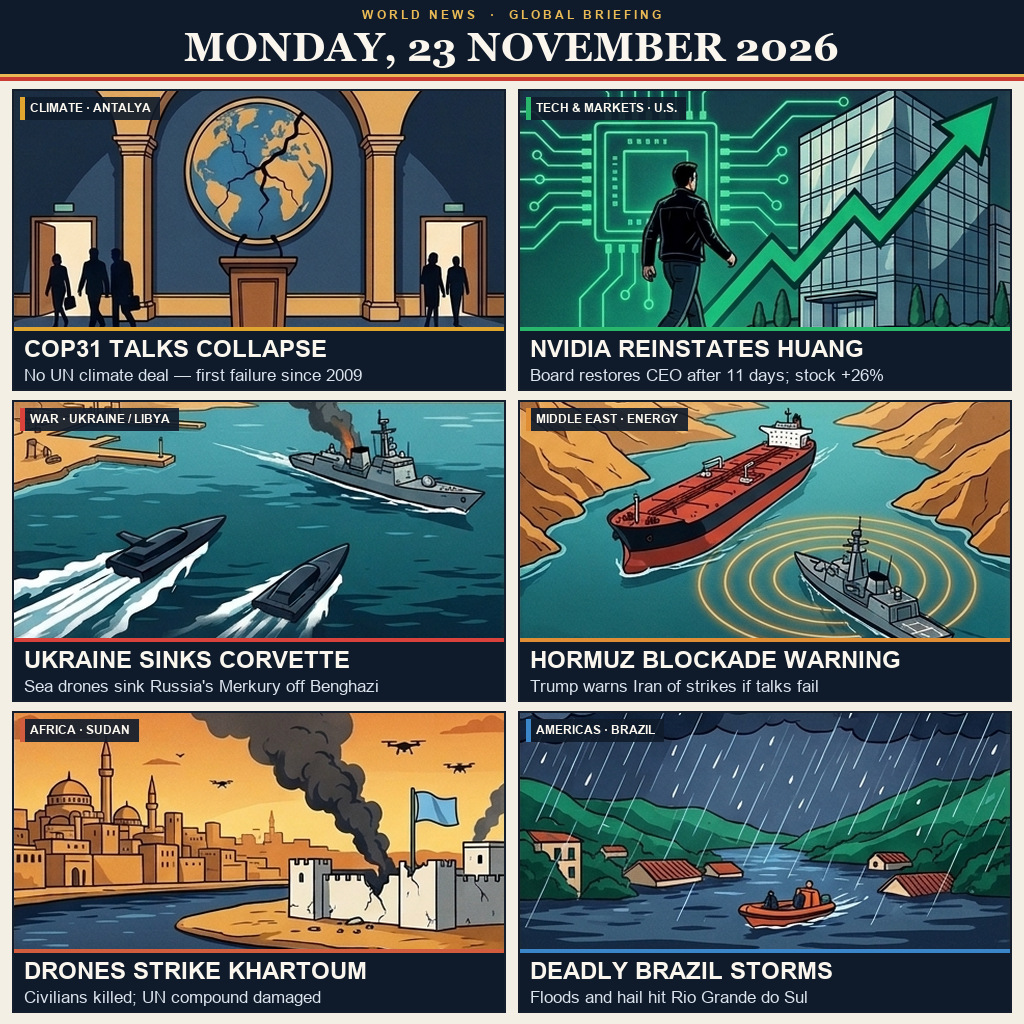 WORLD NEWS · GLOBAL BRIEFING
MONDAY, 23 NOVEMBER 2026
CLIMATE · ANTALYA
COP31 TALKS COLLAPSE
No UN climate deal — first failure since 2009
TECH & MARKETS · U.S.
NVIDIA REINSTATES HUANG
Board restores CEO after 11 days; stock +26%
WAR · UKRAINE / LIBYA
UKRAINE SINKS CORVETTE
Sea drones sink Russia's Merkury off Benghazi
MIDDLE EAST · ENERGY
HORMUZ BLOCKADE WARNING
Trump warns Iran of strikes if talks fail
AFRICA · SUDAN
DRONES STRIKE KHARTOUM
Civilians killed; UN compound damaged
AMERICAS · BRAZIL
DEADLY BRAZIL STORMS
Floods and hail hit Rio Grande do Sul